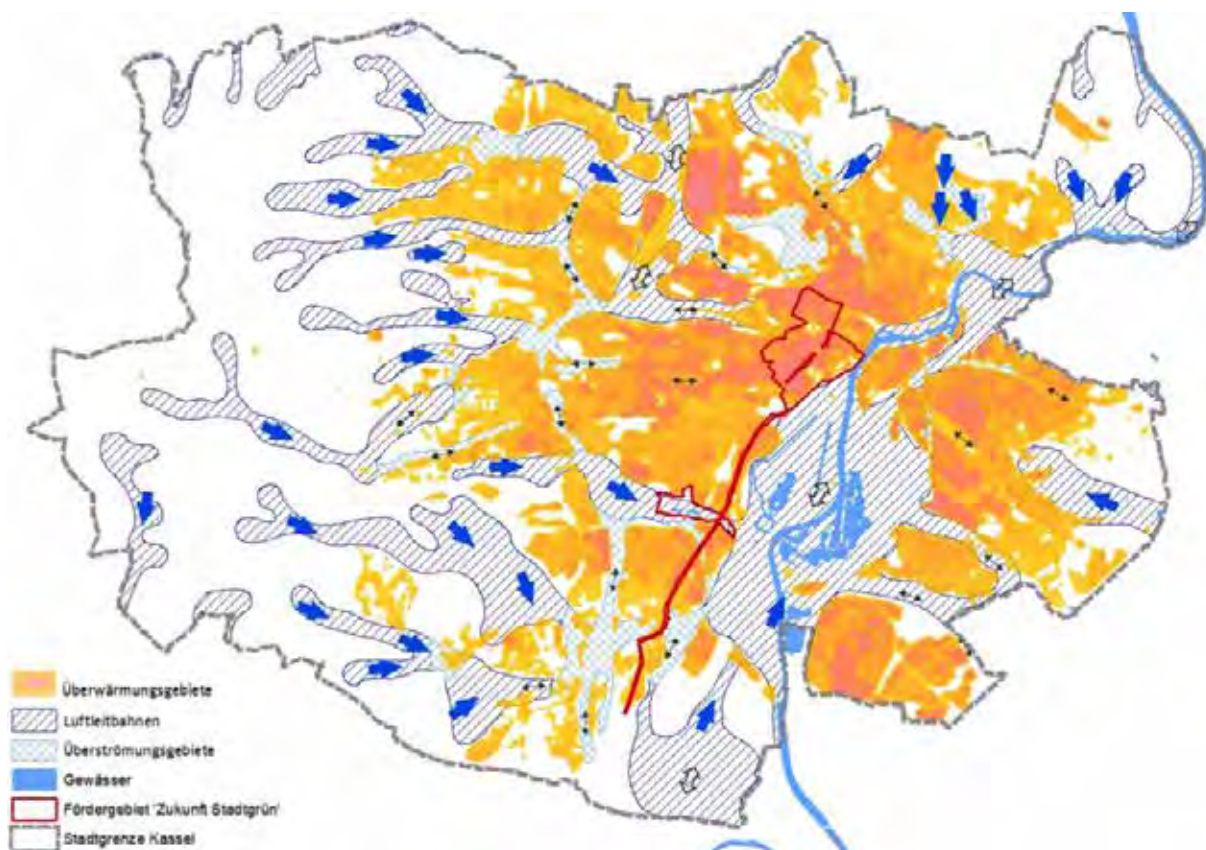 Überwärmungsgebiete
Luftleitbahnen
Überströmungsgebiete
Gewässer
Fördergebiet 'Zukunft Stadtgrün'
Stadtgrenze Kassel